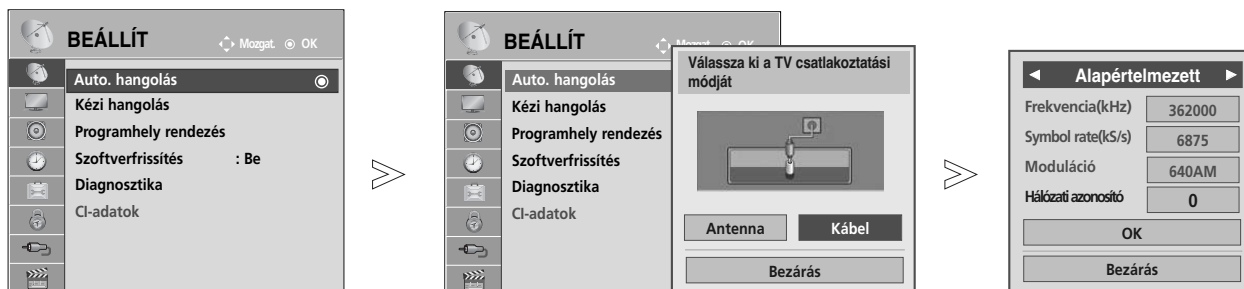 BEÁLLÍT
Mozgat. OK
Auto. hangolás
Kézi hangolás
Programhely rendezés
Szoftverfrissítés : Be
Diagnosztika
CI-adatok
BEÁLLÍT
Mozgat. OK
Auto. hangolás
Kézi hangolás
Programhely rendezés
Szoftverfrissítés
Diagnosztika
CI-adatok
Válassza ki a TV csatlakoztatási
módját
Antenna Kábel
Bezárás
◄ Alapértelmezett ►
Frekvencia(kHz) 362000
Symbol rate(kS/s) 6875
Moduláció 640AM
Hálózati azonosító 0
OK
Bezárás